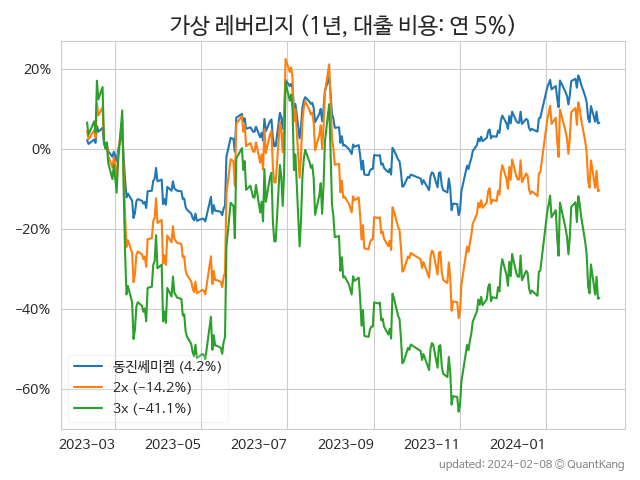 가상 레버리지 (1년, 대출 비용: 연 5%)
20%
0%
−20%
−40%
−60%
동진쎄미켐 (4.2%)
2x (−14.2%)
3x (−41.1%)
2023-03 2023-05 2023-07 2023-09 2023-11 2024-01
updated: 2024-02-08 © QuantKang